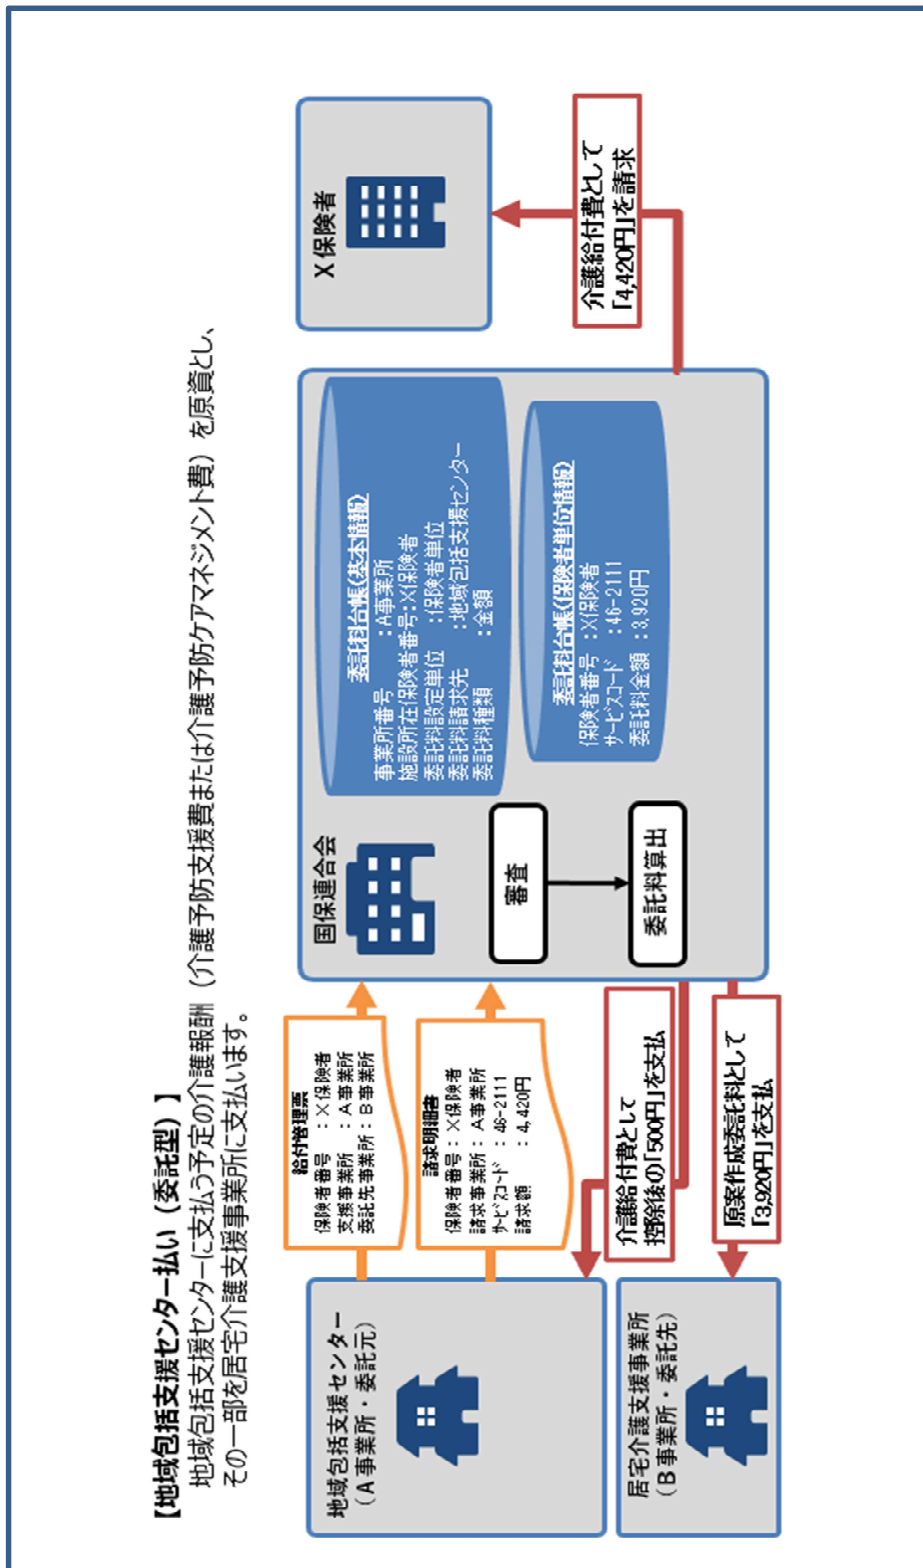 【地域包括支援センター払い（委託型）】
地域包括支援センターに支払う予定の介護報酬（介護予防支援費または介護予防ケアマネジメント費）を原資とし、
その一部を居宅介護支援事業所に支払います。
地域包括支援センター
（A事業所・委託元）
居宅介護支援事業所
（B事業所・委託先）
給付管理票
保険者番号　：X保険者
支援事業所　：A事業所
委託先事業所：B事業所
請求明細書
保険者番号：X保険者
請求事業所：A事業所
ｻｰﾋﾞｽｺｰﾄﾞ　：46-2111
請求額　　：4,420円
介護給付費として
控除後の「500円」を支払
原案作成委託料として
「3,920円」を支払
国保連合会
審査
委託料算出
委託料台帳(基本情報)
事業所番号　　　　：A事業所
施設所在保険者番号：X保険者
委託料設定単位　　：保険者単位
委託料請求先　　　：地域包括支援センター
委託料種類　　　　：金額
委託料台帳(保険者単位情報)
保険者番号　：X保険者
サービスコード　：46-2111
委託料金額　：3,920円
X保険者
介護給付費として
「4,420円」を請求